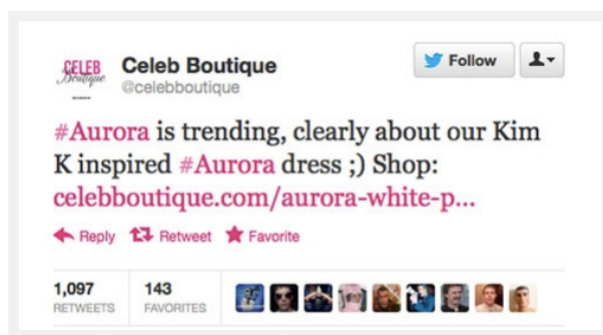 CELEB
Boutique
Celeb Boutique
@celebboutique
Follow
#Aurora is trending, clearly about our Kim
K inspired #Aurora dress ;) Shop:
celebboutique.com/aurora-white-p...
Reply Retweet Favorite
1,097 143
RETWEETS FAVORITES